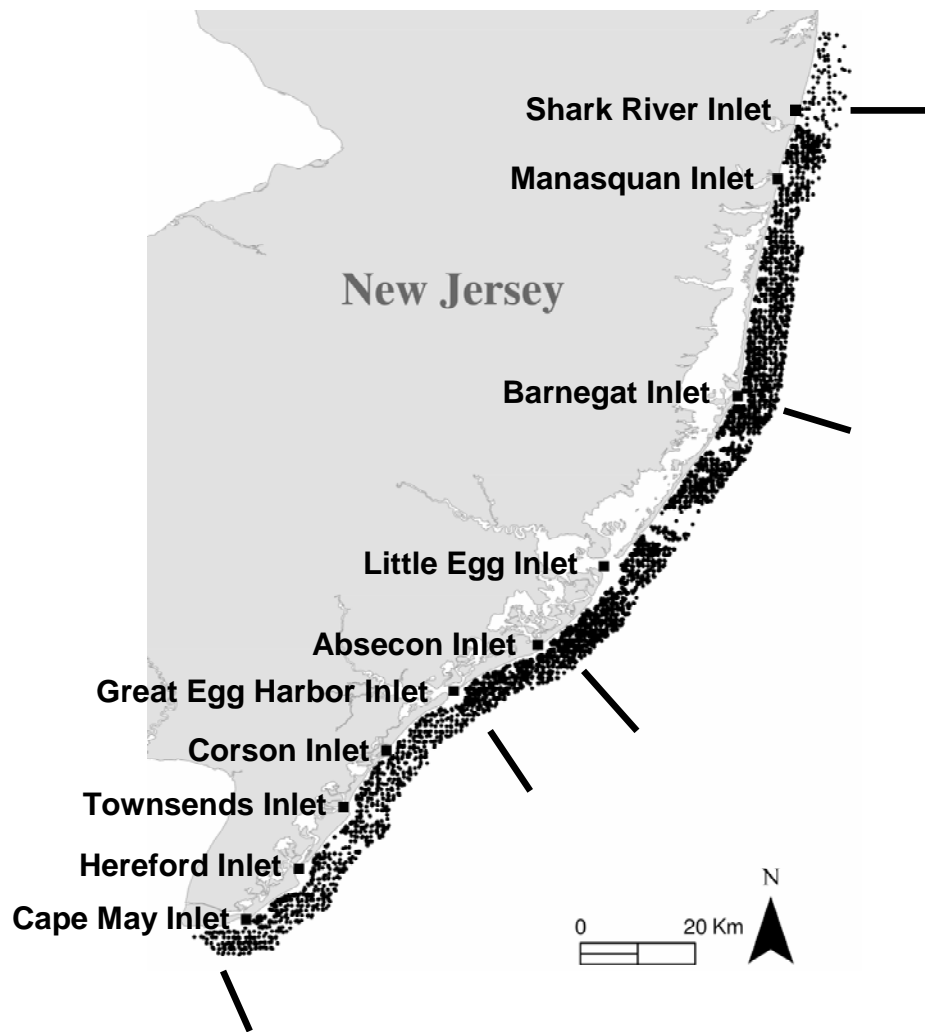 Shark River Inlet
Manasquan Inlet
New Jersey
Barnegat Inlet
Little Egg Inlet
Absecon Inlet
Great Egg Harbor Inlet
Corson Inlet
Townsends Inlet
Hereford Inlet
Cape May Inlet
N
0 20 Km